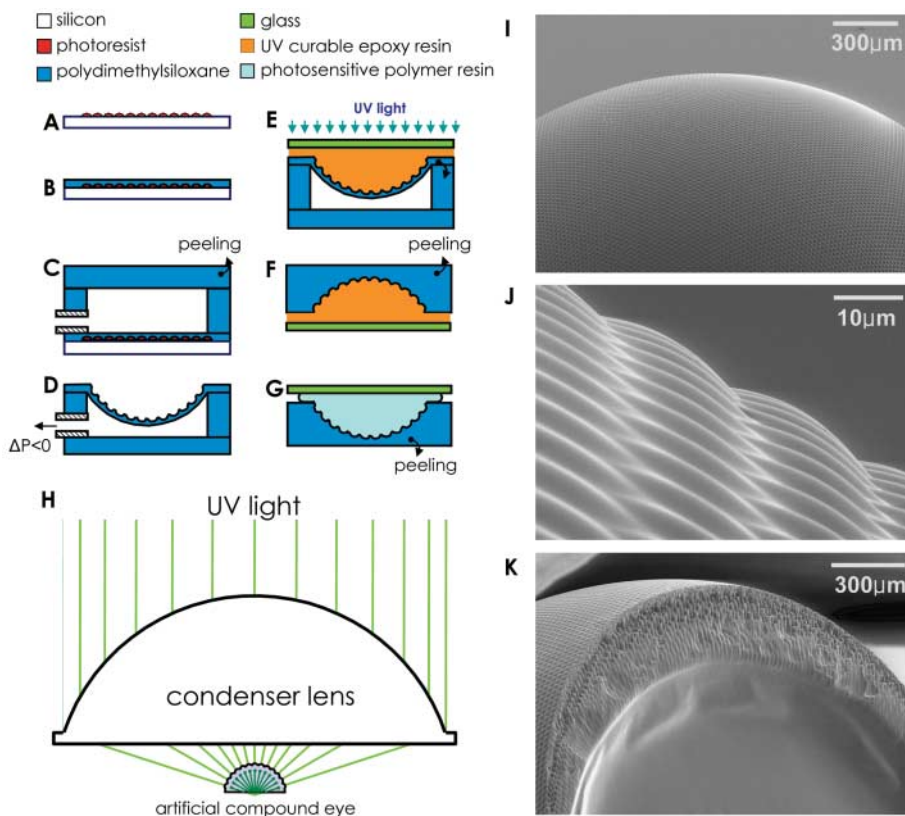 silicon
photoresist
polydimethylsiloxane
glass
UV curable epoxy resin
photosensitive polymer resin
A
B
C
peeling
D
ΔP<0
E
UV light
F
peeling
G
peeling
H
UV light
condenser lens
artificial compound eye
I
300μm
J
10μm
K
300μm